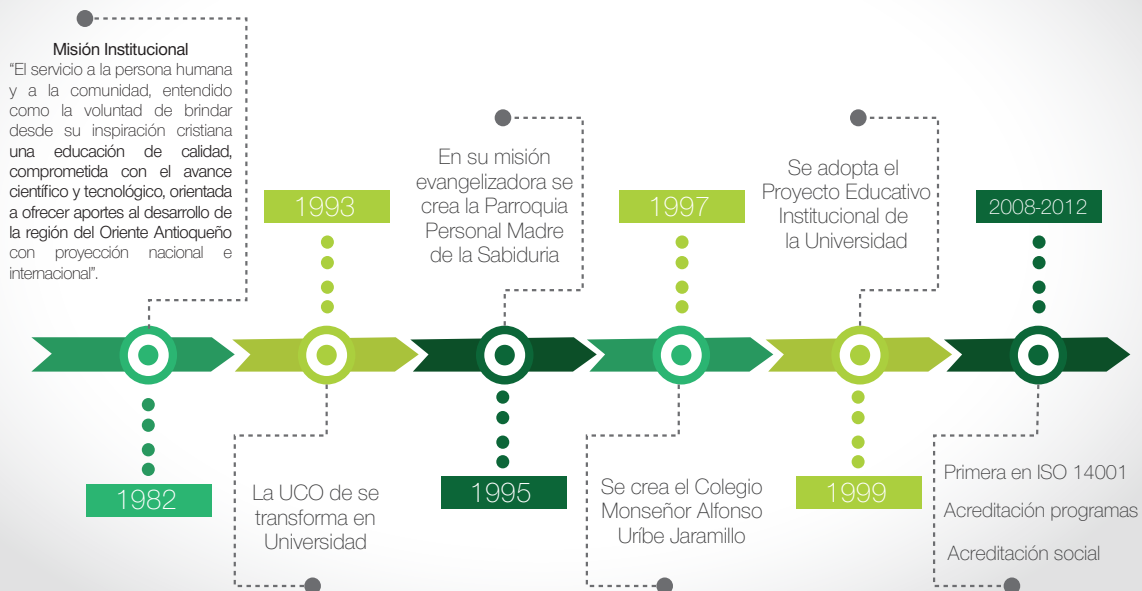 Misión Institucional
“El servicio a la persona humana
y a la comunidad, entendido
como la voluntad de brindar
desde su inspiración cristiana
una educación de calidad,
comprometida con el avance
científico y tecnológico, orientada
a ofrecer aportes al desarrollo de
la región del Oriente Antioqueño
con proyección nacional e
internacional”.
1982
1993
La UCO de se
transforma en
Universidad
En su misión
evangelizadora se
crea la Parroquia
Personal Madre
de la Sabiduria
1995
1997
Se crea el Colegio
Monseñor Alfonso
Uríbe Jaramillo
Se adopta el
Proyecto Educativo
Institucional de
la Universidad
1999
2008-2012
Primera en ISO 14001
Acreditación programas
Acreditación social